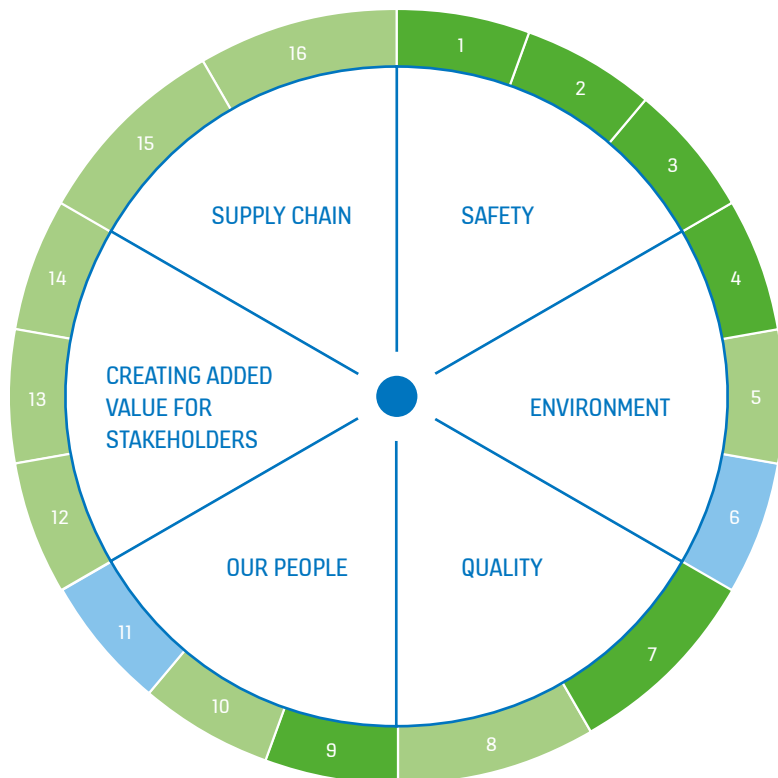 16
1
2
15
3
SUPPLY CHAIN
SAFETY
14
4
CREATING ADDED
VALUE FOR
STAKEHOLDERS
13
5
ENVIRONMENT
12
6
OUR PEOPLE
QUALITY
11
7
10
9
8